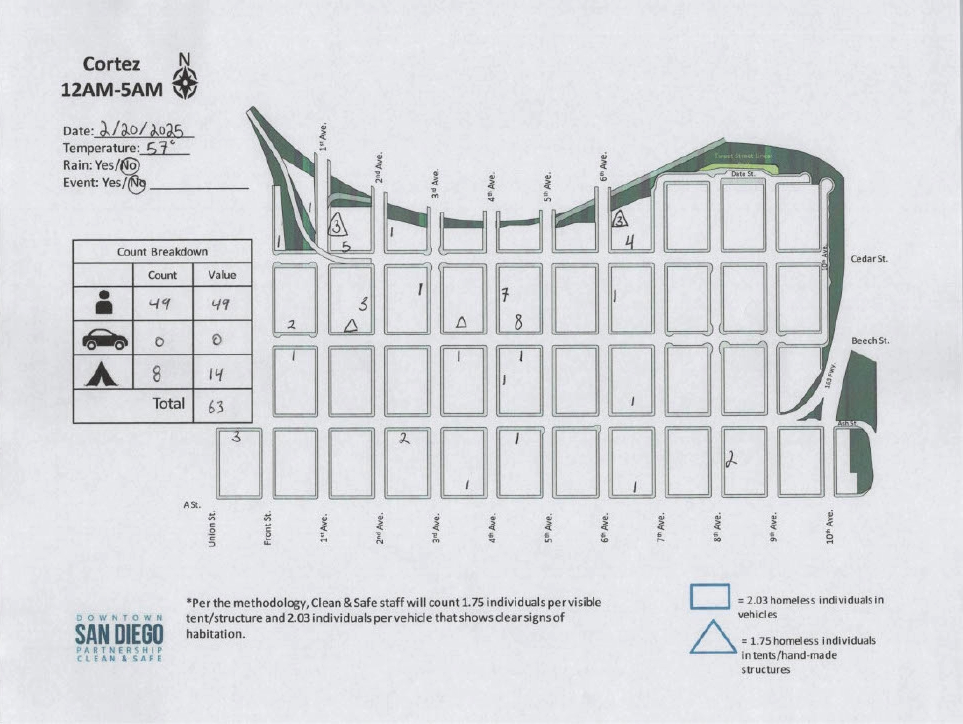 Cortez
12AM-5AM
N
Date: 2/20/2025
Temperature: 57°
Rain: Yes/No
Event: Yes/No
Count Breakdown
Count Value
49 49
0 0
8 14
Total 63
1st Ave.
2nd Ave.
3rd Ave.
4th Ave.
5th Ave.
6th Ave.
Date St.
10th Ave.
Cedar St.
Beech St.
163 Fwy.
Ash St.
1
1
3
5
1
3
4
2
3
1
7
8
1
1
1
1
1
1
3
2
1
1
1
2
A St.
Union St.
Front St.
1st Ave.
2nd Ave.
3rd Ave.
4th Ave.
5th Ave.
6th Ave.
7th Ave.
8th Ave.
9th Ave.
10th Ave.
DOWNTOWN
SAN DIEGO
PARTNERSHIP
CLEAN & SAFE
*Per the methodology, Clean & Safe staff will count 1.75 individuals per visible
tent/structure and 2.03 individuals per vehicle that shows clear signs of
habitation.
= 2.03 homeless individuals in
vehicles
= 1.75 homeless individuals
in tents/hand-made
structures